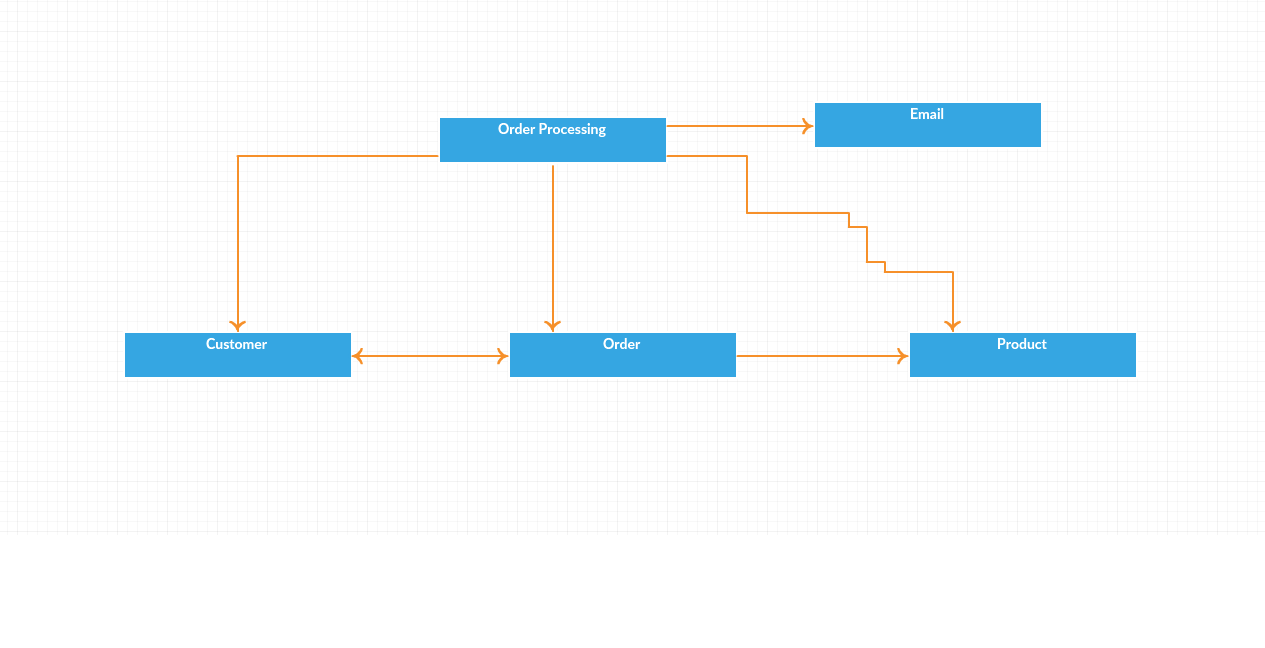 Email
Order Processing
Customer
Order
Product